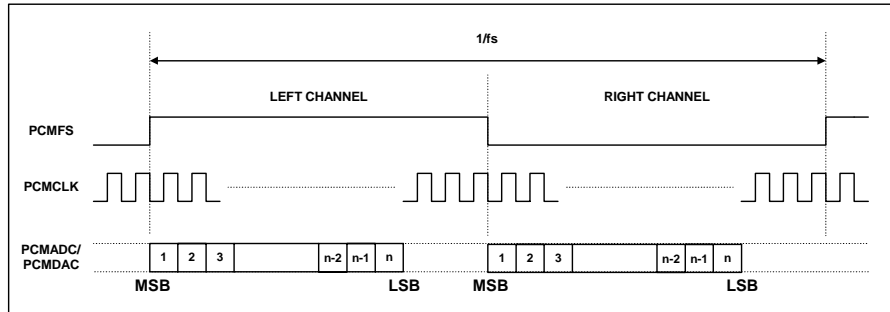 1/fs
LEFT CHANNEL RIGHT CHANNEL
PCMFS
PCMCLK
PCMADC/
PCMDAC
1 2 3 n-2 n-1 n 1 2 3 n-2 n-1 n
MSB LSB MSB LSB